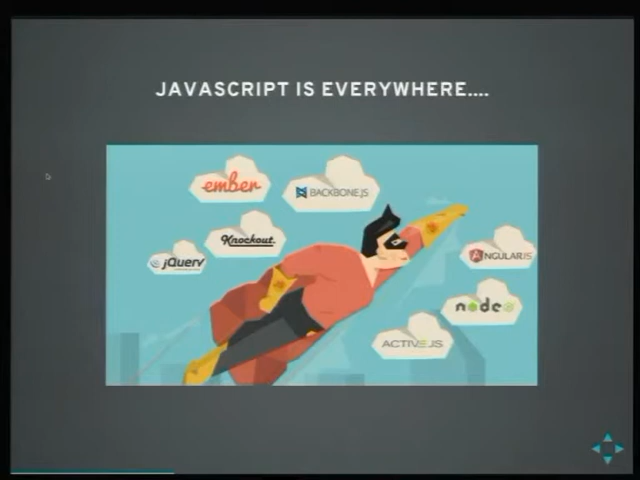 JAVASCRIPT IS EVERYWHERE....
ember
BACKBONE.JS
Knockout.
jQuery
ANGULARJS
node
ACTIVEJS